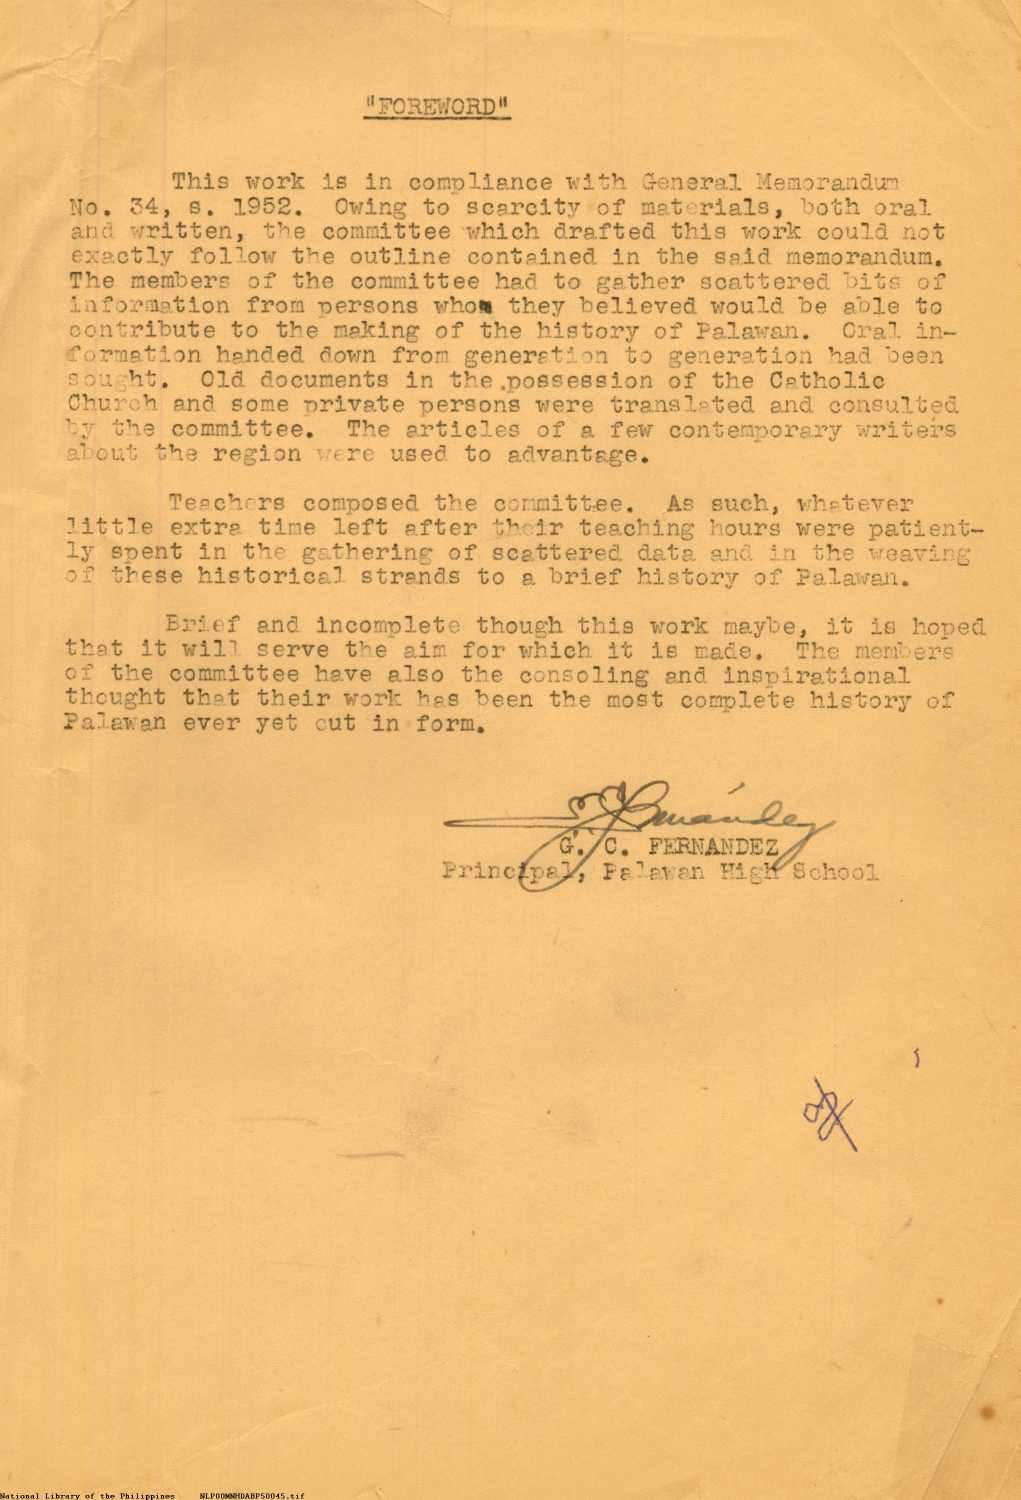 "FOREWORD"
This work is in compliance with General Memorandum
No. 34, s. 1952. Owing to scarcity of materials, both oral
and written, the committee which drafted this work could not
exactly follow the outline contained in the said memorandum.
The members of the committee had to gather scattered bits of
information from persons whom they believed would be able to
contribute to the making of the history of Palawan. Oral in-
formation handed down from generation to generation had been
sought. Old documents in the possession of the Catholic
Church and some private persons were translated and consulted
by the committee. The articles of a few contemporary writers
about the region were used to advantage.
Teachers composed the committee. As such, whatever
little extra time left after their teaching hours were patient-
ly spent in the gathering of scattered data and in the weaving
of these historical strands to a brief history of Palawan.
Brief and incomplete though this work maybe, it is hoped
that it will serve the aim for which it is made. The members
of the committee have also the consoling and inspirational
thought that their work has been the most complete history of
Palawan ever yet cut in form.
G. C. Fernández
G. C. FERNANDEZ
Principal, Palawan High School
National Library of the Philippines NLPOOMNHDABP50045.tif